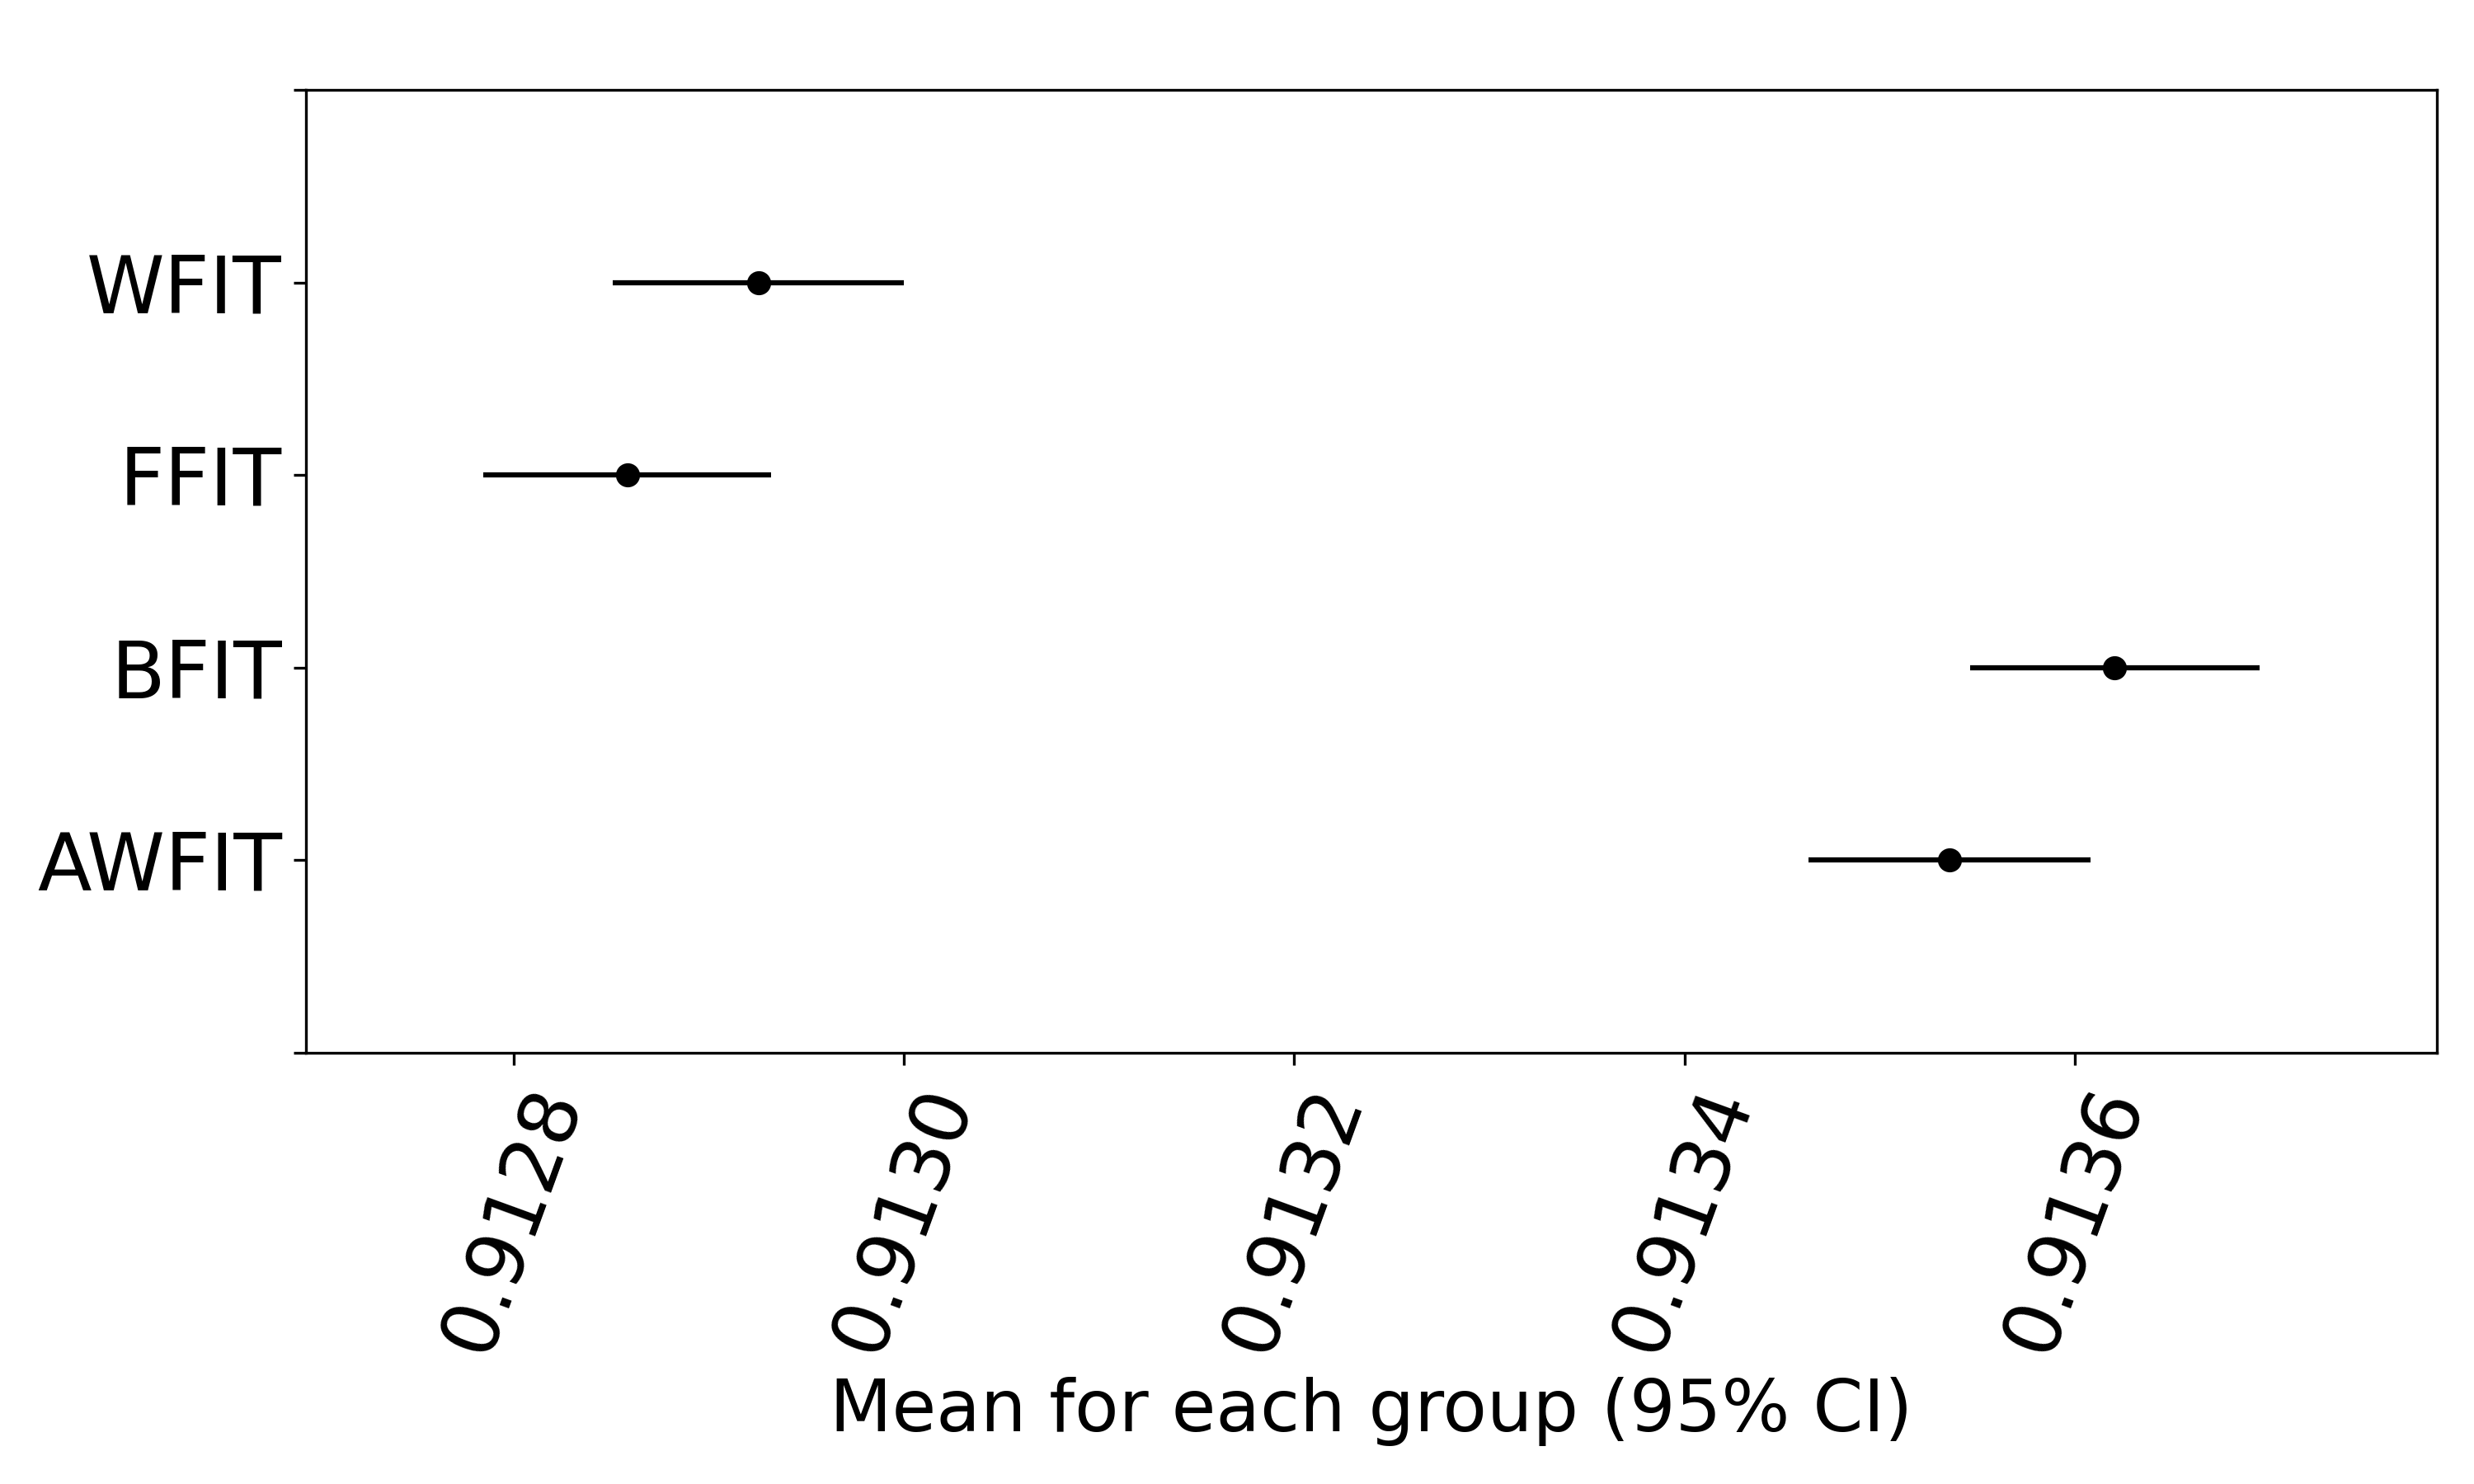 WFIT
FFIT
BFIT
AWFIT
0.9128
0.9130
0.9132
0.9134
0.9136
Mean for each group (95% CI)